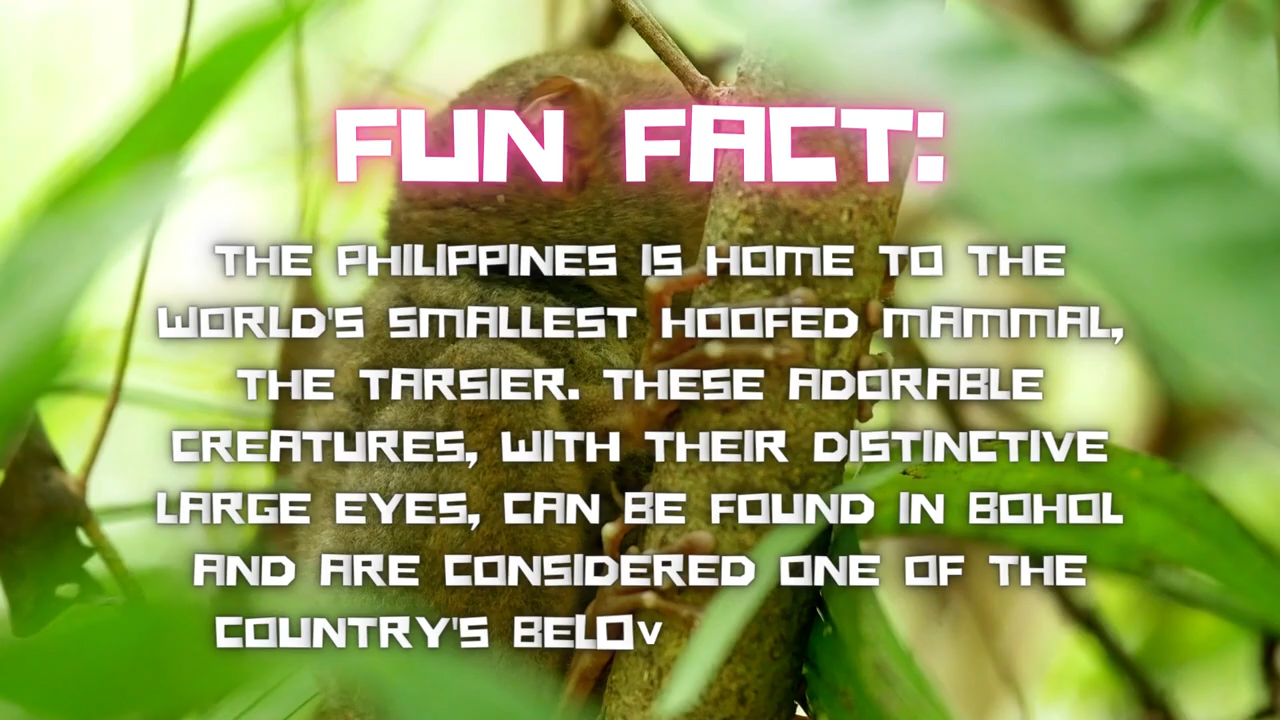 FUN FACT:
THE PHILIPPINES IS HOME TO THE
WORLD'S SMALLEST HOOFED MAMMAL,
THE TARSIER. THESE ADORABLE
CREATURES, WITH THEIR DISTINCTIVE
LARGE EYES, CAN BE FOUND IN BOHOL
AND ARE CONSIDERED ONE OF THE
COUNTRY'S BELOV